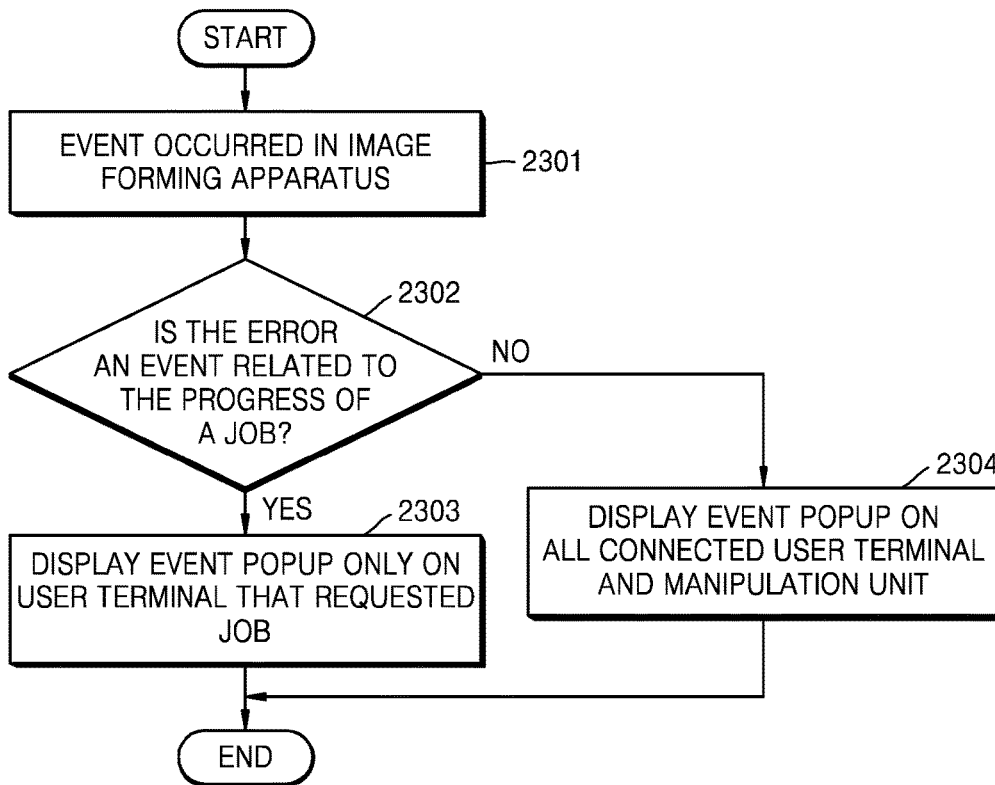 START
EVENT OCCURRED IN IMAGE
FORMING APPARATUS
2301
2302
IS THE ERROR
AN EVENT RELATED TO
THE PROGRESS OF
A JOB?
NO
YES
2303
DISPLAY EVENT POPUP ONLY ON
USER TERMINAL THAT REQUESTED
JOB
2304
DISPLAY EVENT POPUP ON
ALL CONNECTED USER TERMINAL
AND MANIPULATION UNIT
END